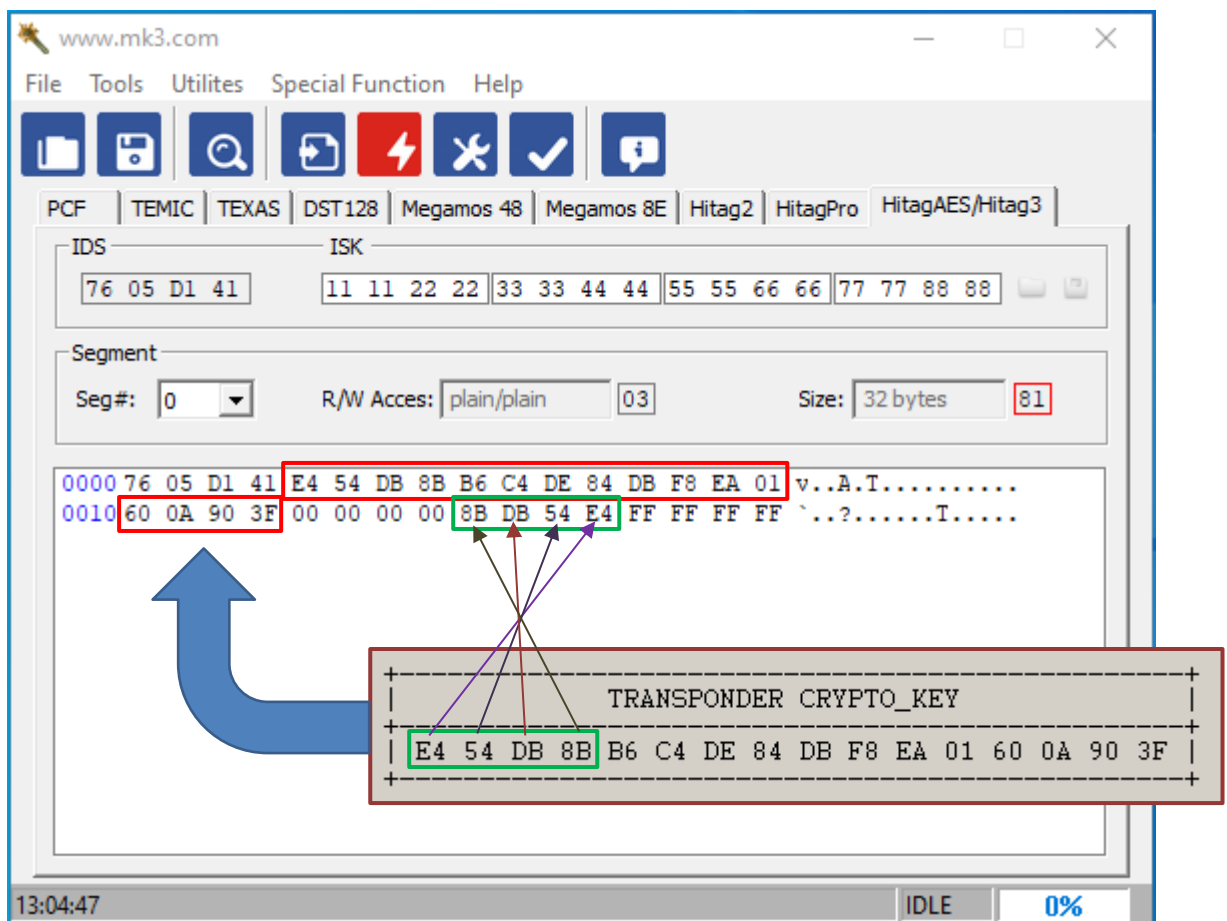 www.mk3.com
File Tools Utilites Special Function Help
PCF TEMIC TEXAS DST128 Megamos 48 Megamos 8E Hitag2 HitagPro HitagAES/Hitag3
IDS ISK
76 05 D1 41 11 11 22 22 33 33 44 44 55 55 66 66 77 77 88 88
Segment
Seg#: 0 R/W Acces: plain/plain 03 Size: 32 bytes 81
0000 76 05 D1 41 E4 54 DB 8B B6 C4 DE 84 DB F8 EA 01 v..A.T..........
0010 60 0A 90 3F 00 00 00 00 8B DB 54 E4 FF FF FF FF `..?......T.....
TRANSPONDER CRYPTO_KEY
E4 54 DB 8B B6 C4 DE 84 DB F8 EA 01 60 0A 90 3F
13:04:47 IDLE 0%